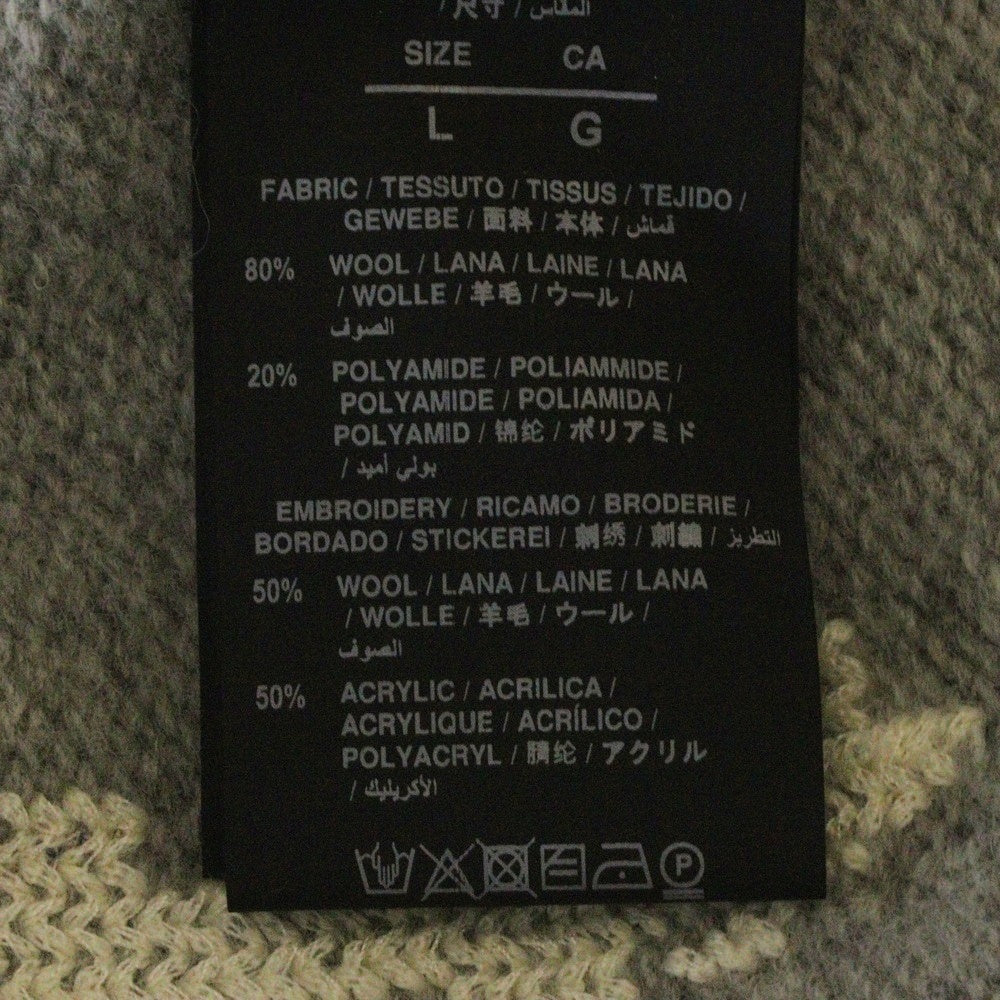 / 尺寸 / المقاس
SIZE CA
L G
FABRIC / TESSUTO / TISSUS / TEJIDO /
GEWEBE / 面料 / 本体 / قماش
80% WOOL / LANA / LAINE / LANA
/ WOLLE / 羊毛 / ウール /
الصوف
20% POLYAMIDE / POLIAMMIDE /
POLYAMIDE / POLIAMIDA /
POLYAMID / 锦纶 / ポリアミド
/ بولي أميد
EMBROIDERY / RICAMO / BRODERIE /
BORDADO / STICKEREI / 刺绣 / 刺繍 / التطريز
50% WOOL / LANA / LAINE / LANA
/ WOLLE / 羊毛 / ウール /
الصوف
50% ACRYLIC / ACRILICA /
ACRYLIQUE / ACRÍLICO /
POLYACRYL / 腈纶 / アクリル
/ الأكريليك
P